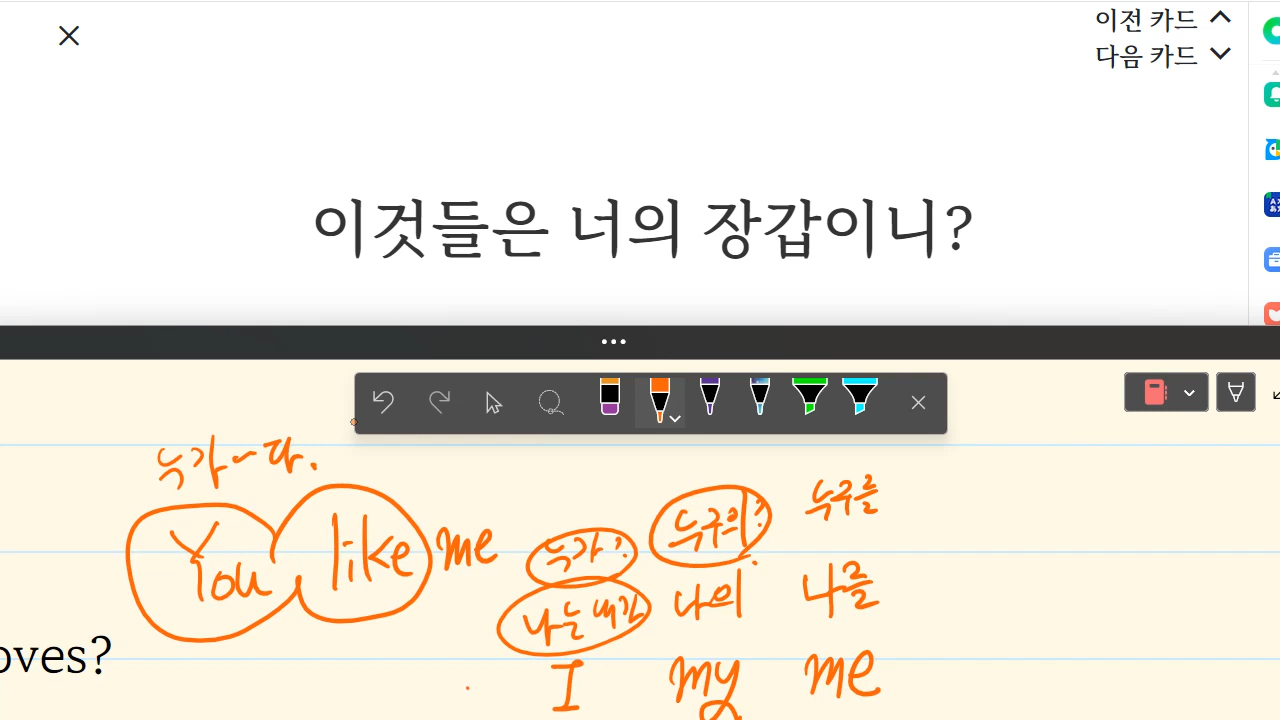 이전 카드
다음 카드
이것들은 너의 장갑이니?
누가~다.
You like me
누가? 누구의? 누구를
나는 내가 나의 나를
oves?
I my me